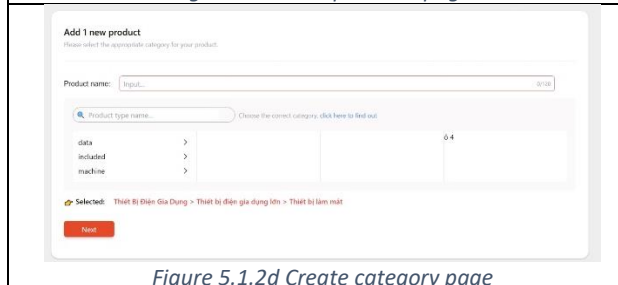 Add 1 new product
Please select the appropriate category for your product.
Product name: Input... 0/120
Product type name... Choose the correct category, click here to find out
data > ô 4
included >
machine >
Selected: Thiết Bị Điện Gia Dụng > Thiết bị điện gia dụng lớn > Thiết bị làm mát
Next
Figure 5.1.2d Create category page